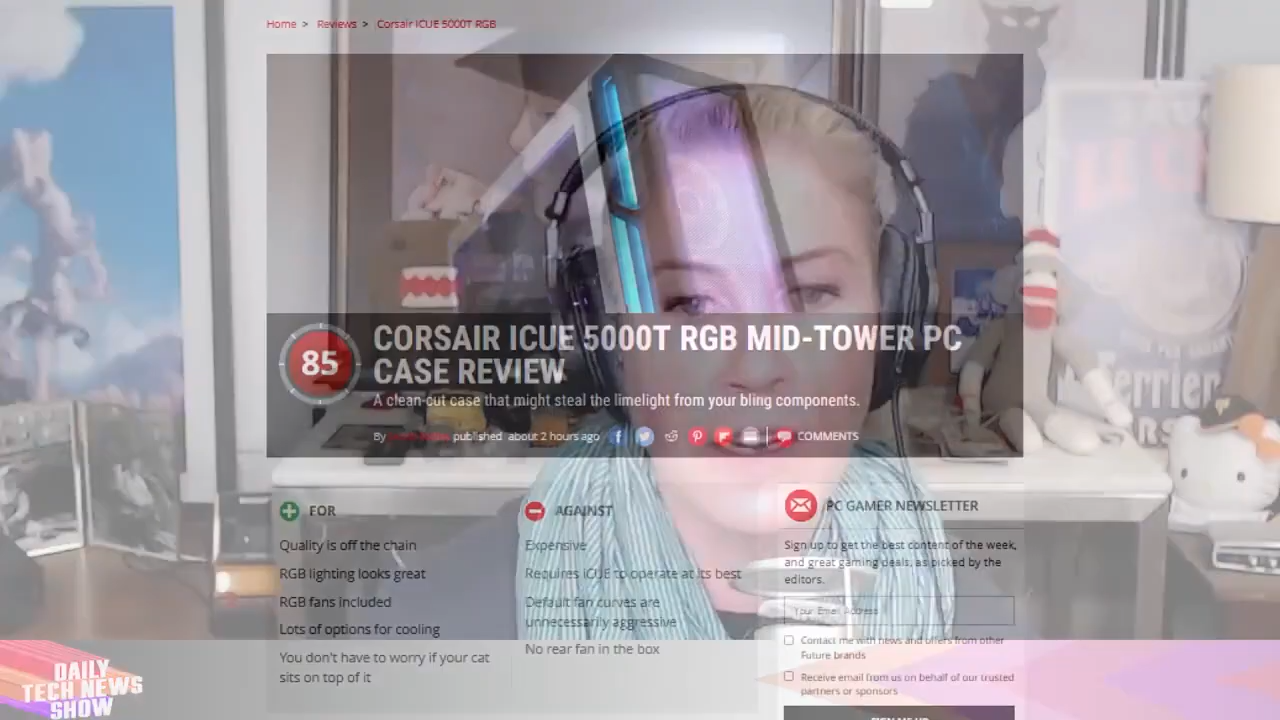 Home > Reviews > Corsair ICUE 5000T RGB
85
CORSAIR ICUE 5000T RGB MID-TOWER PC
CASE REVIEW
A clean-cut case that might steal the limelight from your bling components.
By published about 2 hours ago
COMMENTS
FOR
Quality is off the chain
RGB lighting looks great
RGB fans included
Lots of options for cooling
You don't have to worry if your cat
sits on top of it
AGAINST
Expensive
Requires iCUE to operate at its best
Default fan curves are
unnecessarily aggressive
No rear fan in the box
PC GAMER NEWSLETTER
Sign up to get the best content of the week,
and great gaming deals, as picked by the
editors.
Your Email Address
Contact me with news and offers from other
Future brands
Receive email from us on behalf of our trusted
partners or sponsors
SIGN ME UP
Terrier
DAILY
TECH NEWS
SHOW